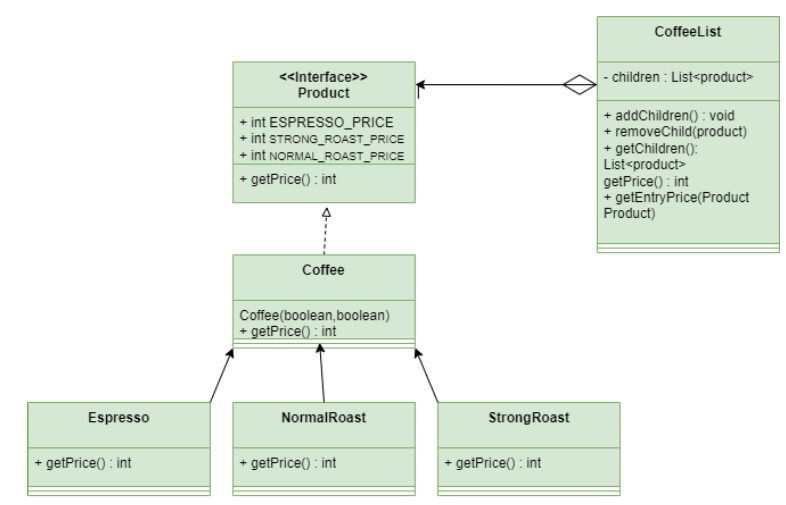 CoffeeList
- children : List<product>
+ addChildren() : void
+ removeChild(product)
+ getChildren():
List<product>
getPrice() : int
+ getEntryPrice(Product
Product)
<<Interface>>
Product
+ int ESPRESSO_PRICE
+ int STRONG_ROAST_PRICE
+ int NORMAL_ROAST_PRICE
+ getPrice() : int
Coffee
Coffee(boolean,boolean)
+ getPrice() : int
Espresso
+ getPrice() : int
NormalRoast
+ getPrice() : int
StrongRoast
+ getPrice() : int